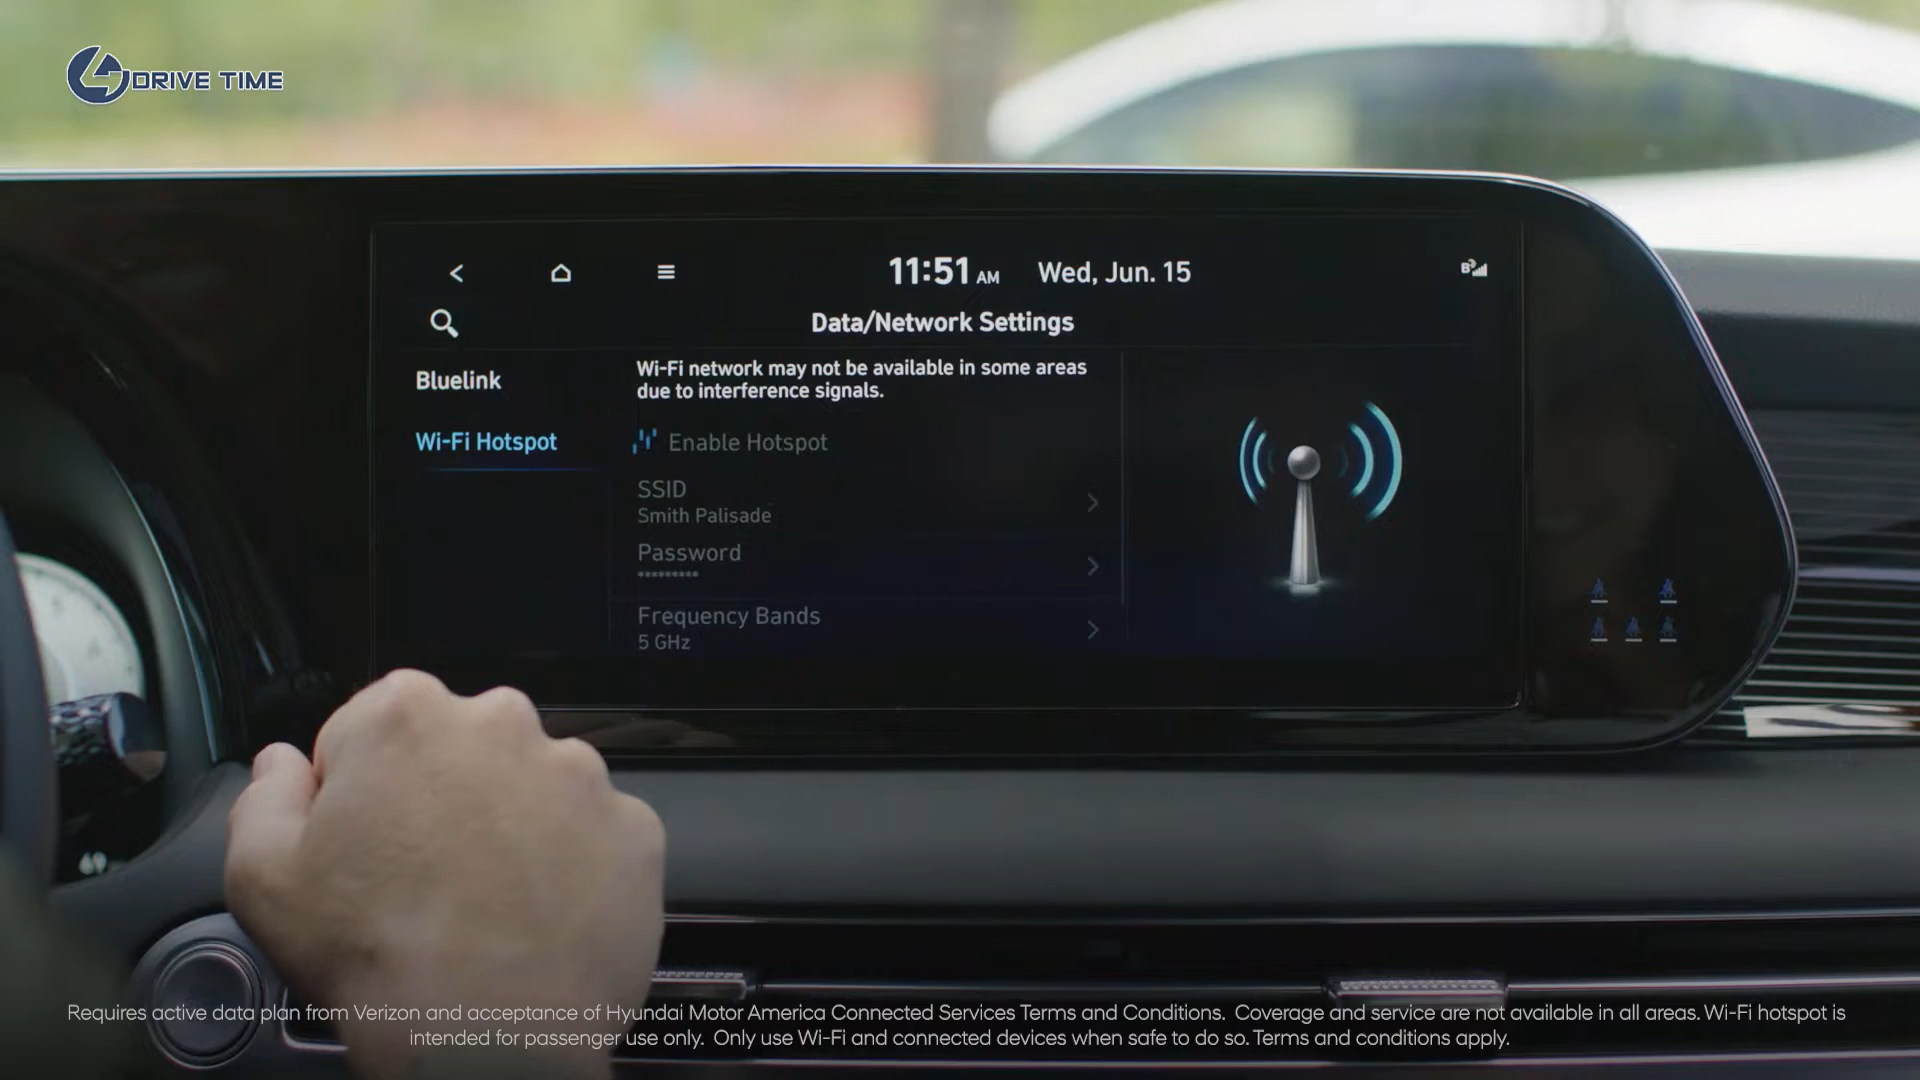 DRIVE TIME
11:51 AM Wed, Jun. 15
Data/Network Settings
Bluelink
Wi-Fi Hotspot
Wi-Fi network may not be available in some areas
due to interference signals.
Enable Hotspot
SSID
Smith Palisade
Password
*********
Frequency Bands
5 GHz
Requires active data plan from Verizon and acceptance of Hyundai Motor America Connected Services Terms and Conditions. Coverage and service are not available in all areas. Wi-Fi hotspot is
intended for passenger use only. Only use Wi-Fi and connected devices when safe to do so. Terms and conditions apply.